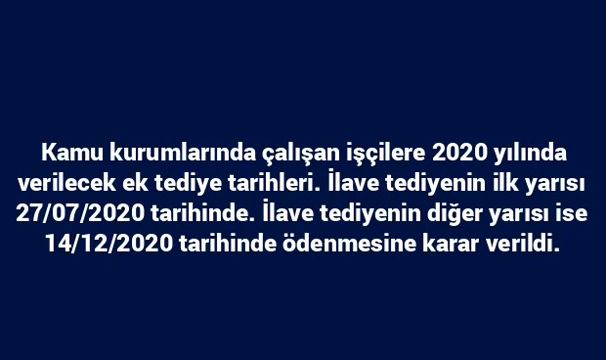 Kamu kurumlarında çalışan işçilere 2020 yılında
verilecek ek tediye tarihleri. İlave tediyenin ilk yarısı
27/07/2020 tarihinde. İlave tediyenin diğer yarısı ise
14/12/2020 tarihinde ödenmesine karar verildi.